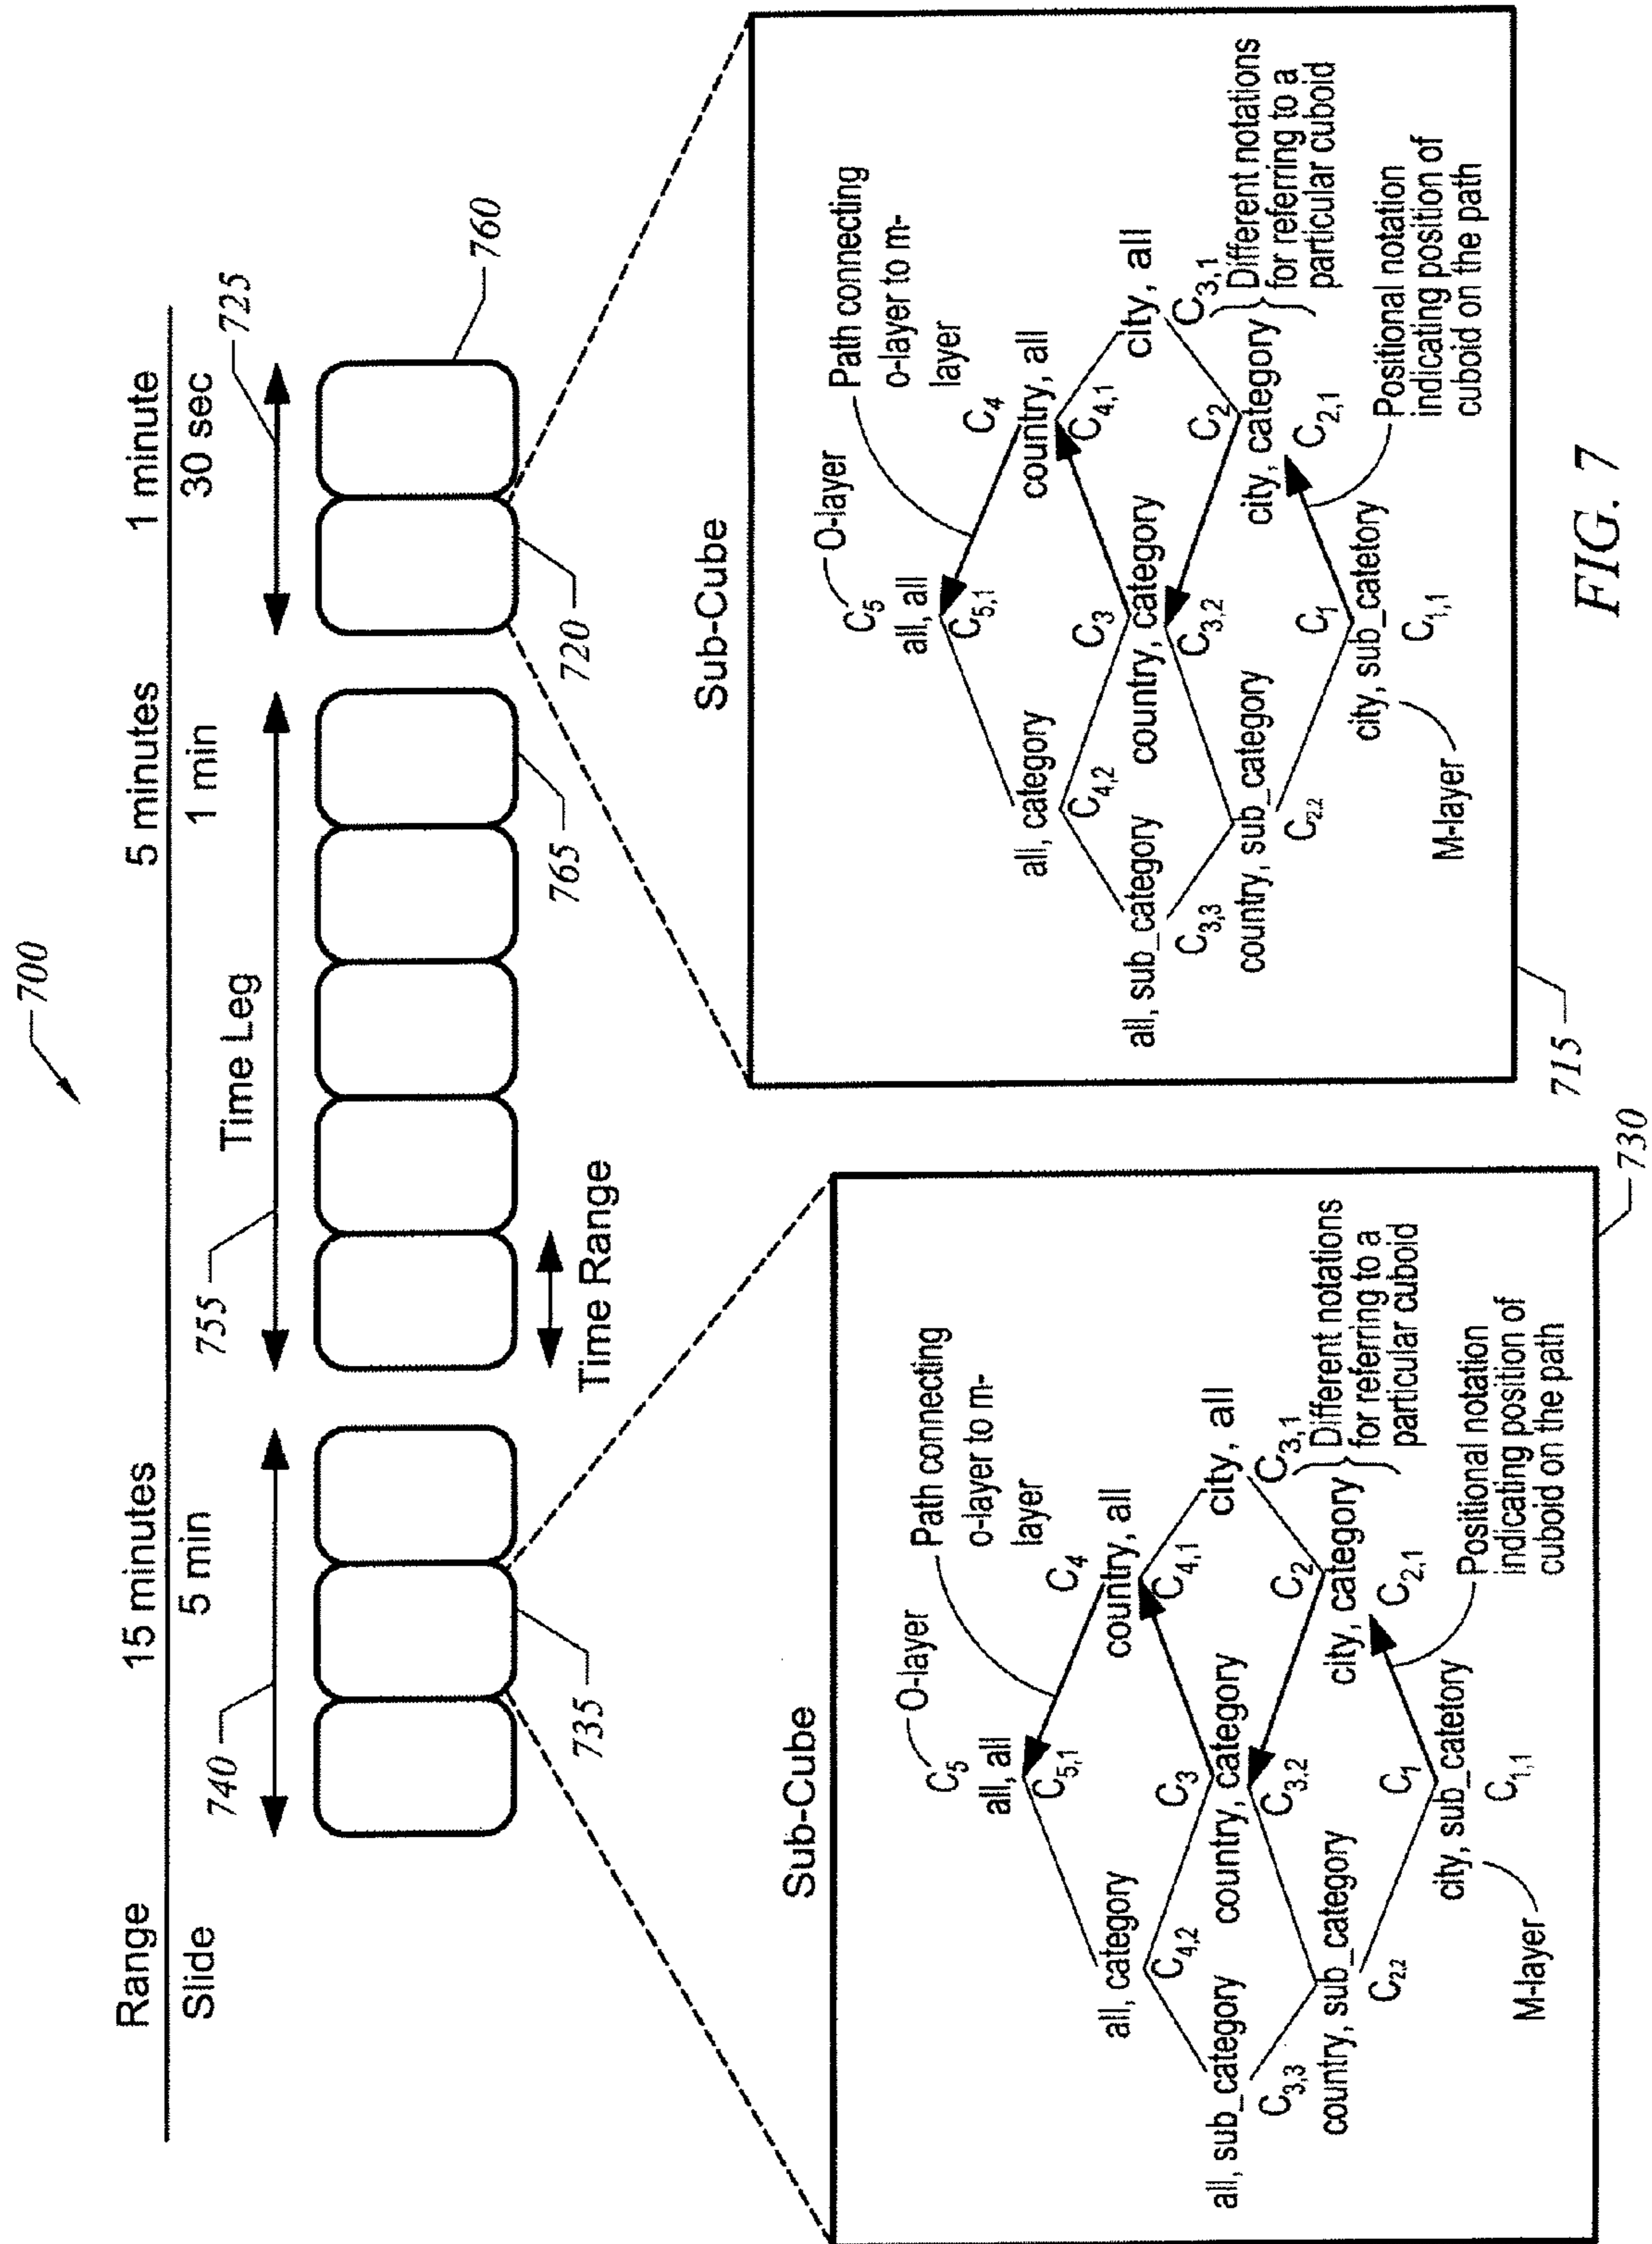 700
Range 15 minutes 5 minutes 1 minute
Slide 5 min 1 min 30 sec
740
755
Time Leg
725
760
735
Time Range
765
720
Sub-Cube
C5
O-layer
Path connecting
o-layer to m-
layer
all, all
C5,1
C4
country, all
C4,1
all, category
C4,2
C3
country, category
C3,2
city, all
C3,1
all, sub_category
C3,3
C2
city, category
C2,1
Different notations
for referring to a
particular cuboid
country, sub_category
C2,2
C1
city, sub_catetory
C1,1
Positional notation
indicating position of
cuboid on the path
M-layer
730
Sub-Cube
C5
O-layer
Path connecting
o-layer to m-
layer
all, all
C5,1
C4
country, all
C4,1
all, category
C4,2
C3
country, category
C3,2
city, all
C3,1
all, sub_category
C3,3
C2
city, category
C2,1
Different notations
for referring to a
particular cuboid
country, sub_category
C2,2
C1
city, sub_catetory
C1,1
Positional notation
indicating position of
cuboid on the path
M-layer
715
FIG. 7